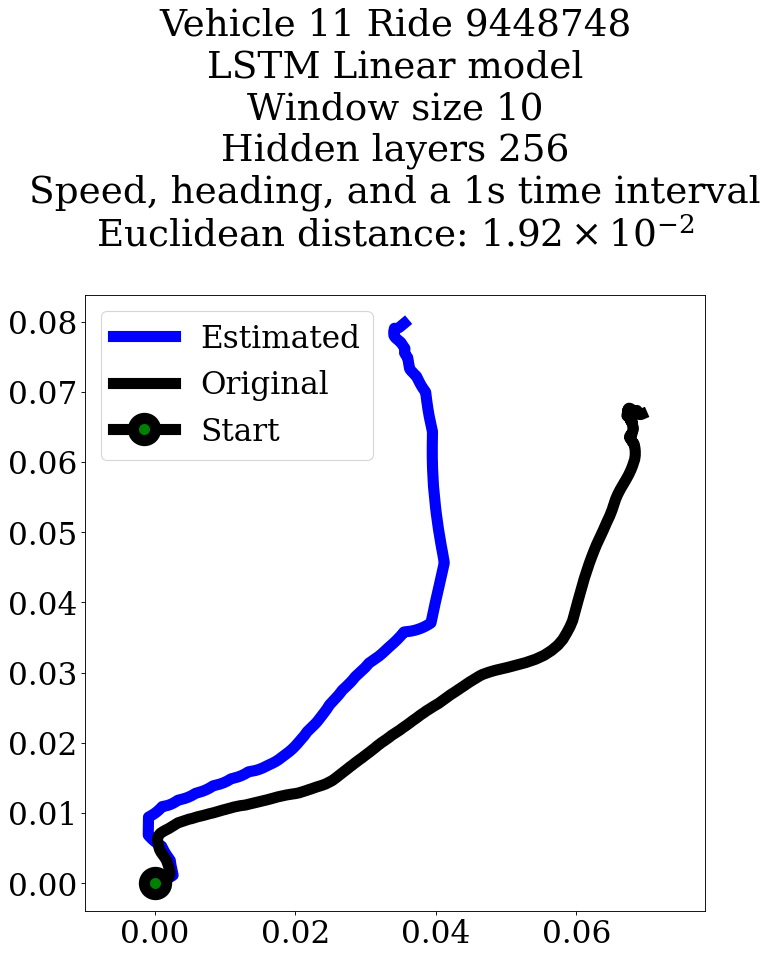 Vehicle 11 Ride 9448748
LSTM Linear model
Window size 10
Hidden layers 256
Speed, heading, and a 1s time interval
Euclidean distance: 1.92 × 10⁻²
Estimated
Original
Start
0.08
0.07
0.06
0.05
0.04
0.03
0.02
0.01
0.00
0.00 0.02 0.04 0.06